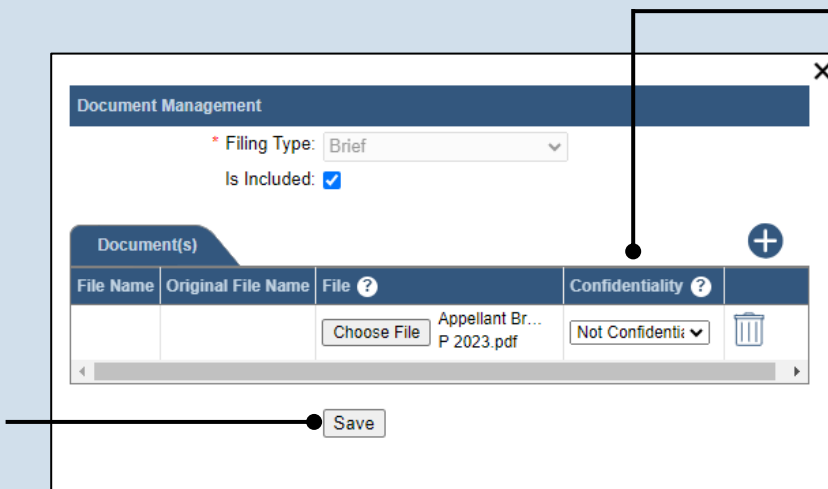 Document Management
* Filing Type: Brief
Is Included:
Document(s)
File Name Original File Name File ? Confidentiality ?
Choose File Appellant Br... Not Confidentia
P 2023.pdf
Save